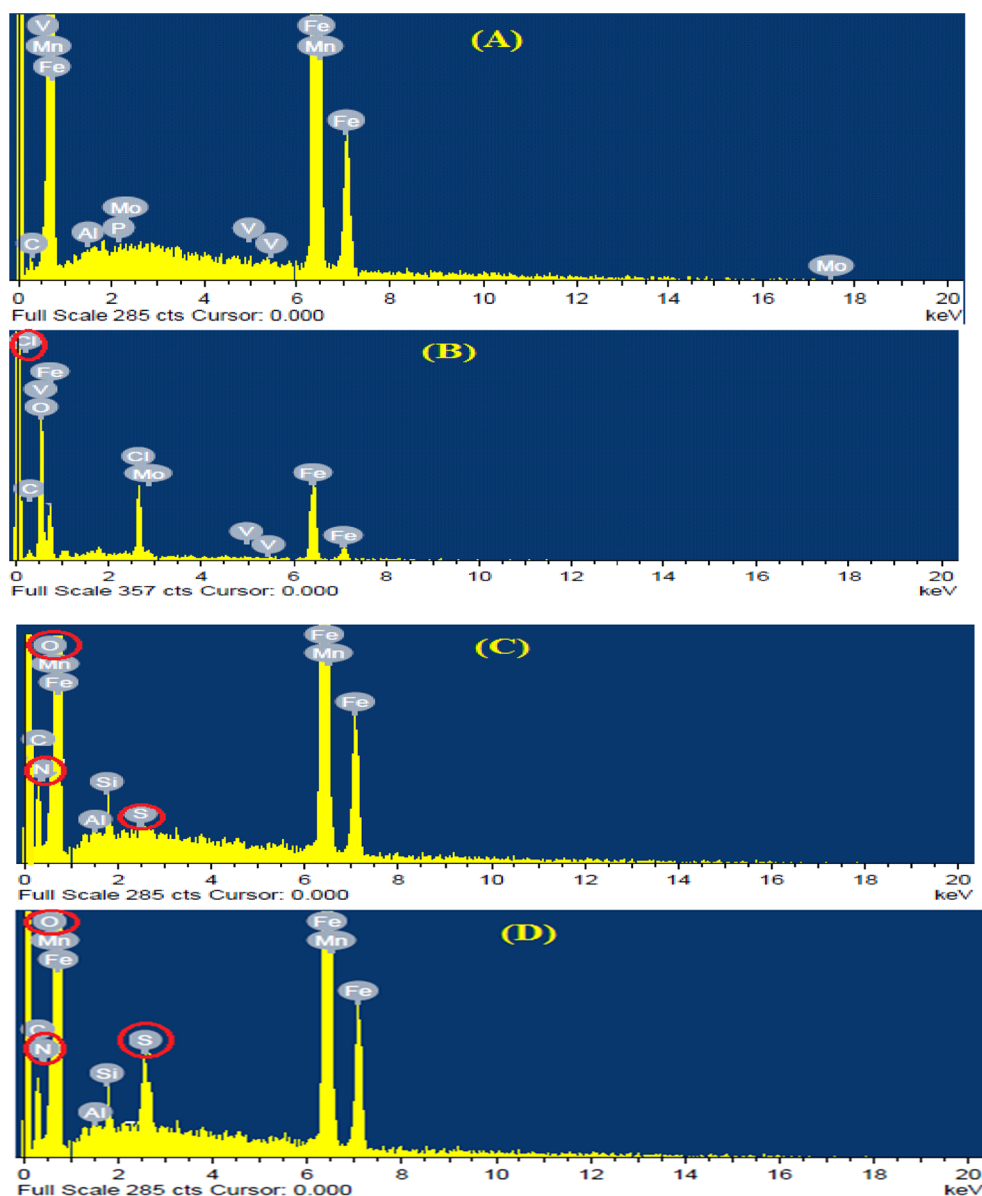 V Fe
(A)
Mn Mn
Fe
Fe
Mo
C Al P V V
Mo
0 2 4 6 8 10 12 14 16 18 20
Full Scale 285 cts Cursor: 0.000 keV
Cl
(B)
Fe
V
O
Cl
C Mo Fe
V V Fe
0 2 4 6 8 10 12 14 16 18 20
Full Scale 357 cts Cursor: 0.000 keV
O Fe
(C)
Mn Mn
Fe
Fe
C
N
Si
Al S
0 2 4 6 8 10 12 14 16 18 20
Full Scale 285 cts Cursor: 0.000 keV
O Fe
(D)
Mn Mn
Fe
Fe
C
N S
Si
Al
0 2 4 6 8 10 12 14 16 18 20
Full Scale 285 cts Cursor: 0.000 keV